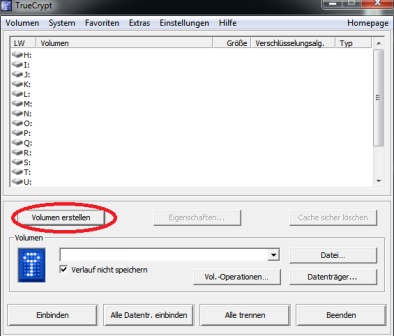 TrueCrypt
Volumen System Favoriten Extras Einstellungen Hilfe Homepage
LW Volumen Größe Verschlüsselungsalg. Typ
H:
I:
J:
K:
L:
M:
N:
O:
P:
Q:
R:
S:
T:
U:
Volumen erstellen Eigenschaften... Cache sicher löschen
Volumen
Datei...
Verlauf nicht speichern
Vol.-Operationen... Datenträger...
Einbinden Alle Datentr. einbinden Alle trennen Beenden